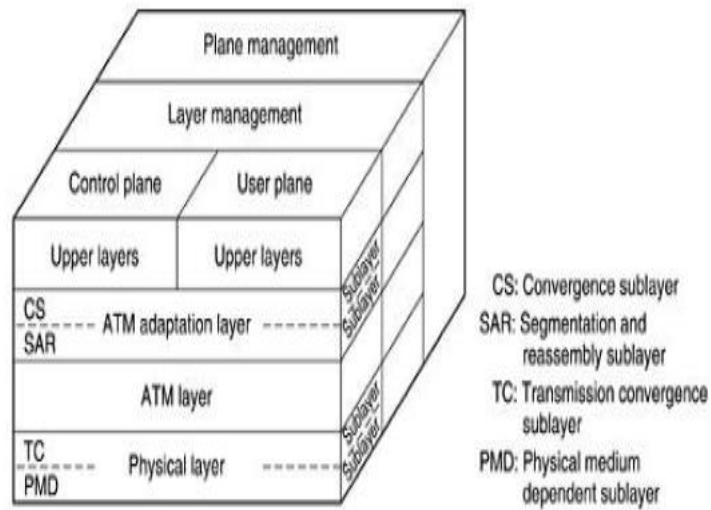 Plane management
Layer management
Control plane
User plane
Upper layers
Upper layers
Sublayer
Sublayer
CS
ATM adaptation layer
SAR
ATM layer
Sublayer
Sublayer
TC
Physical layer
PMD
CS: Convergence sublayer
SAR: Segmentation and
reassembly sublayer
TC: Transmission convergence
sublayer
PMD: Physical medium
dependent sublayer